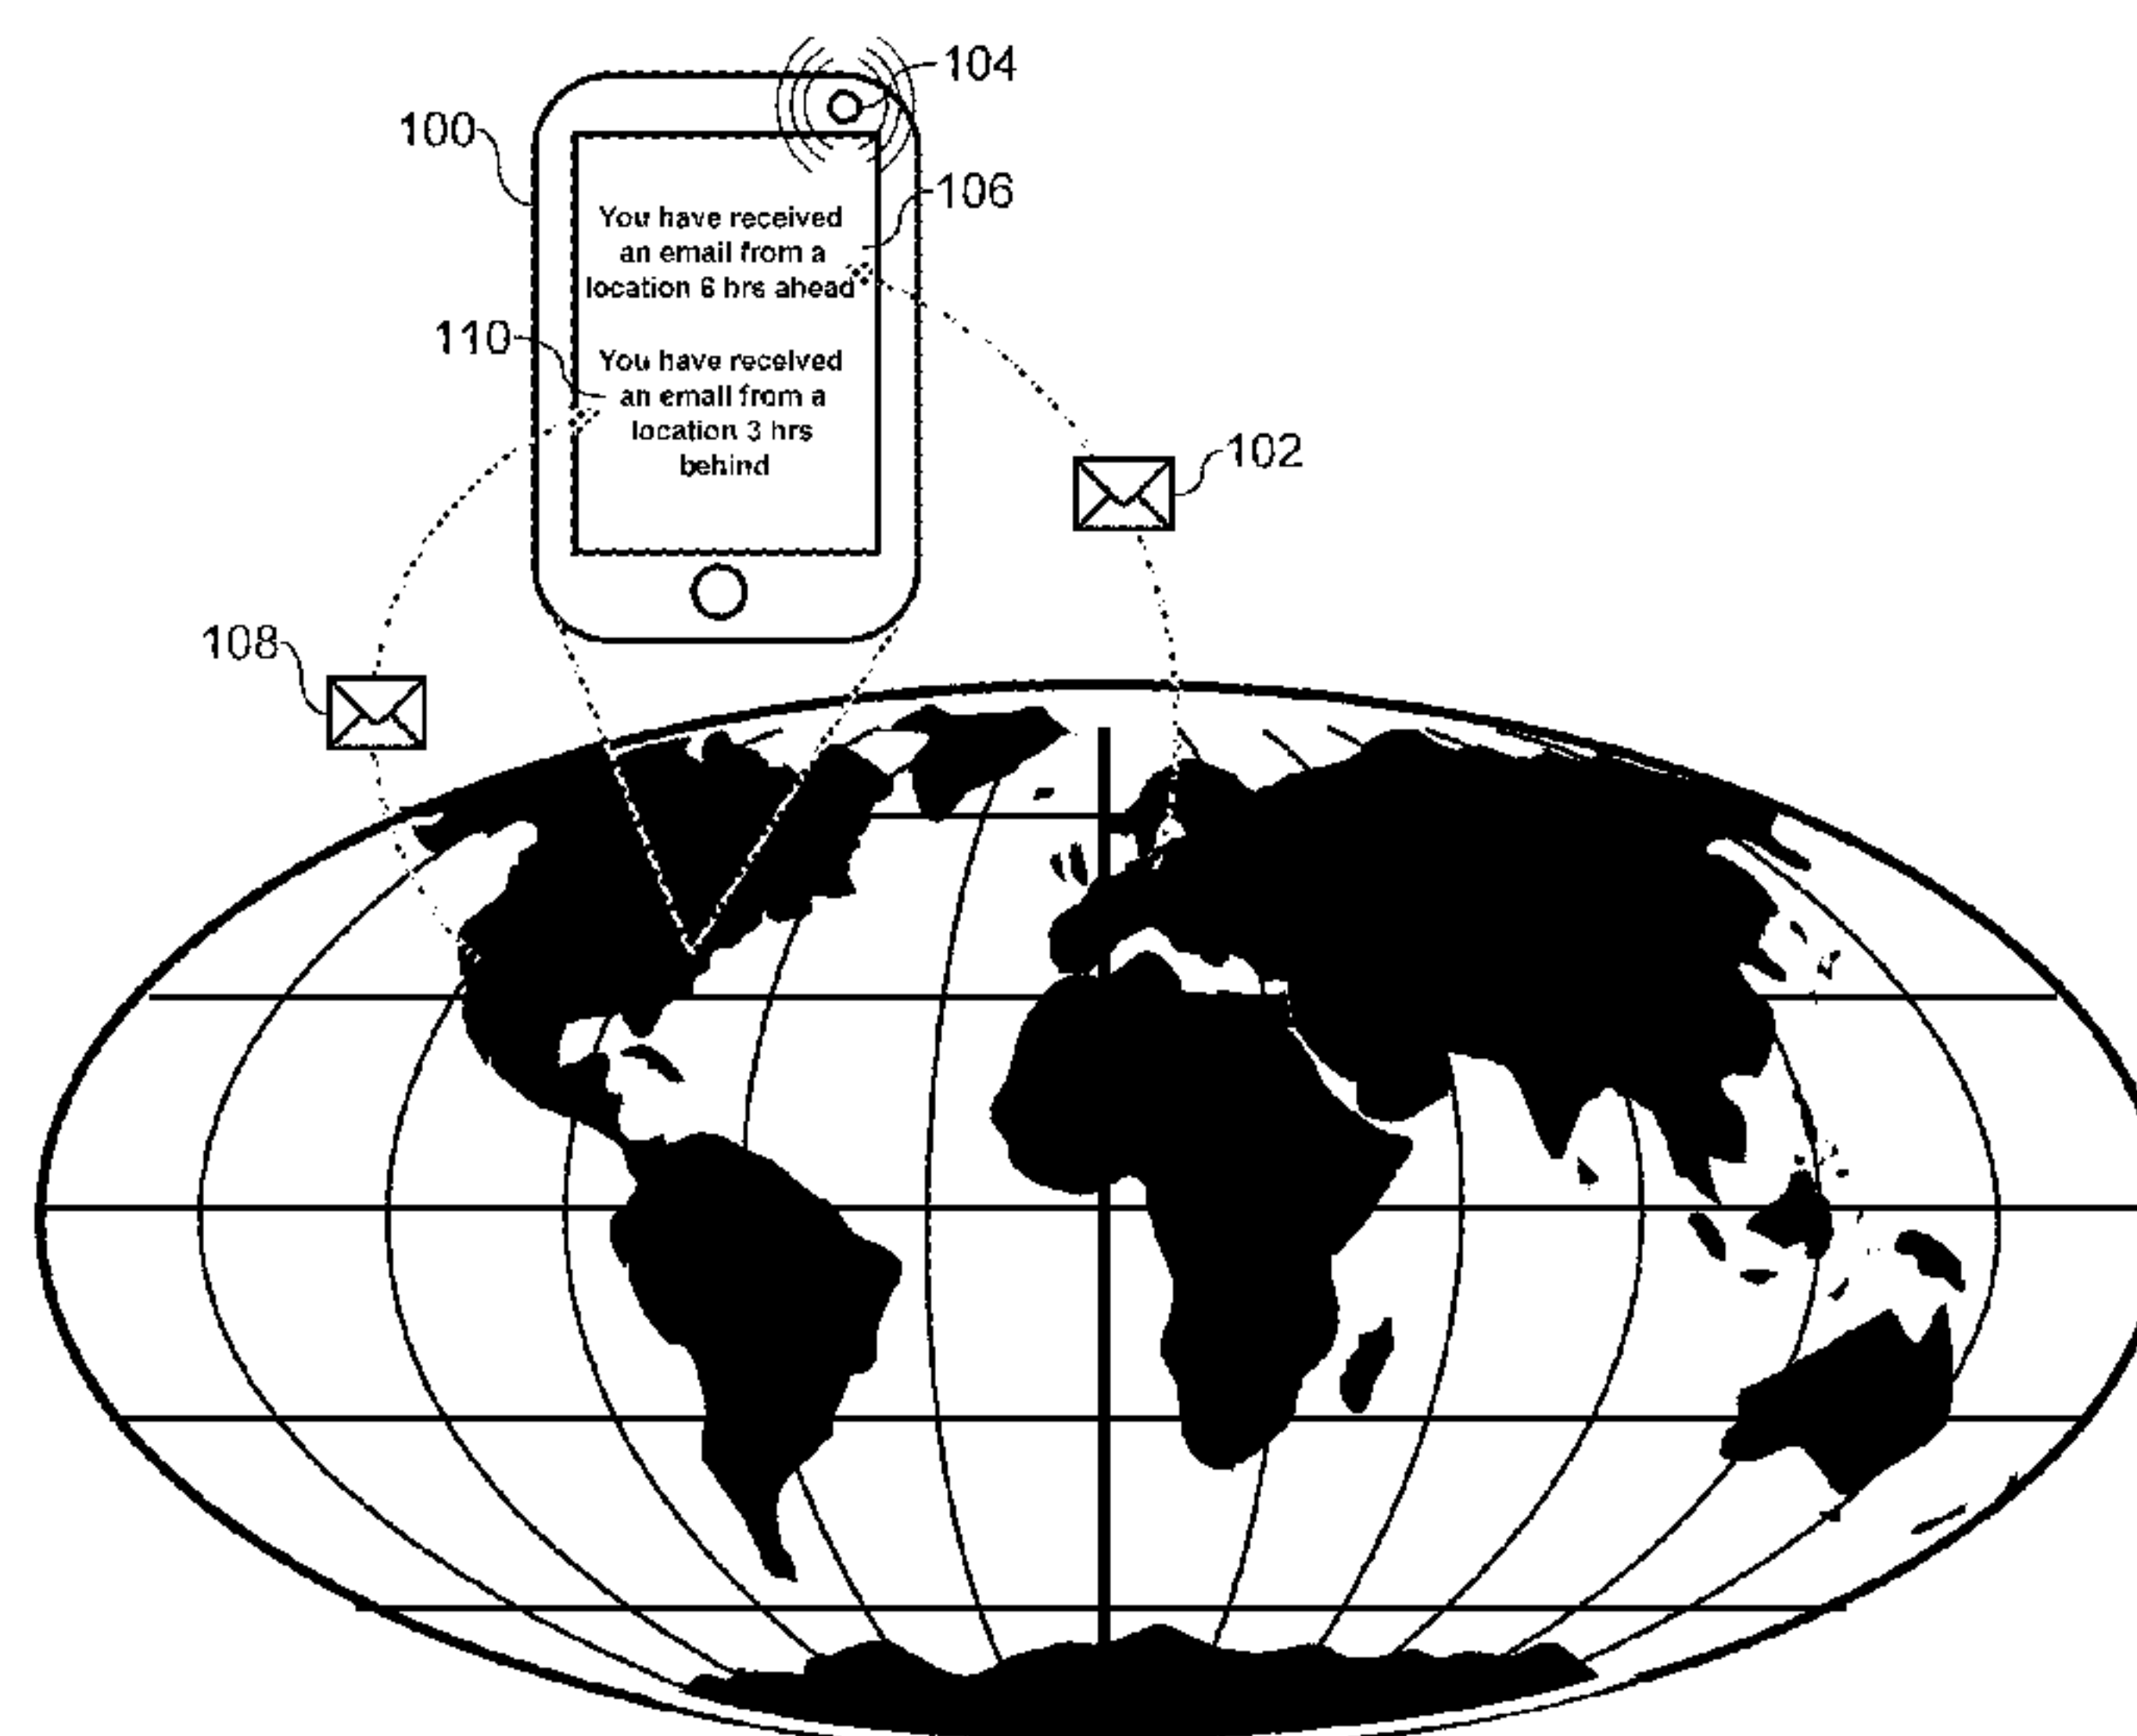 104
100
106
You have received
an email from a
location 6 hrs ahead
110
You have received
an email from a
location 3 hrs
behind
102
108